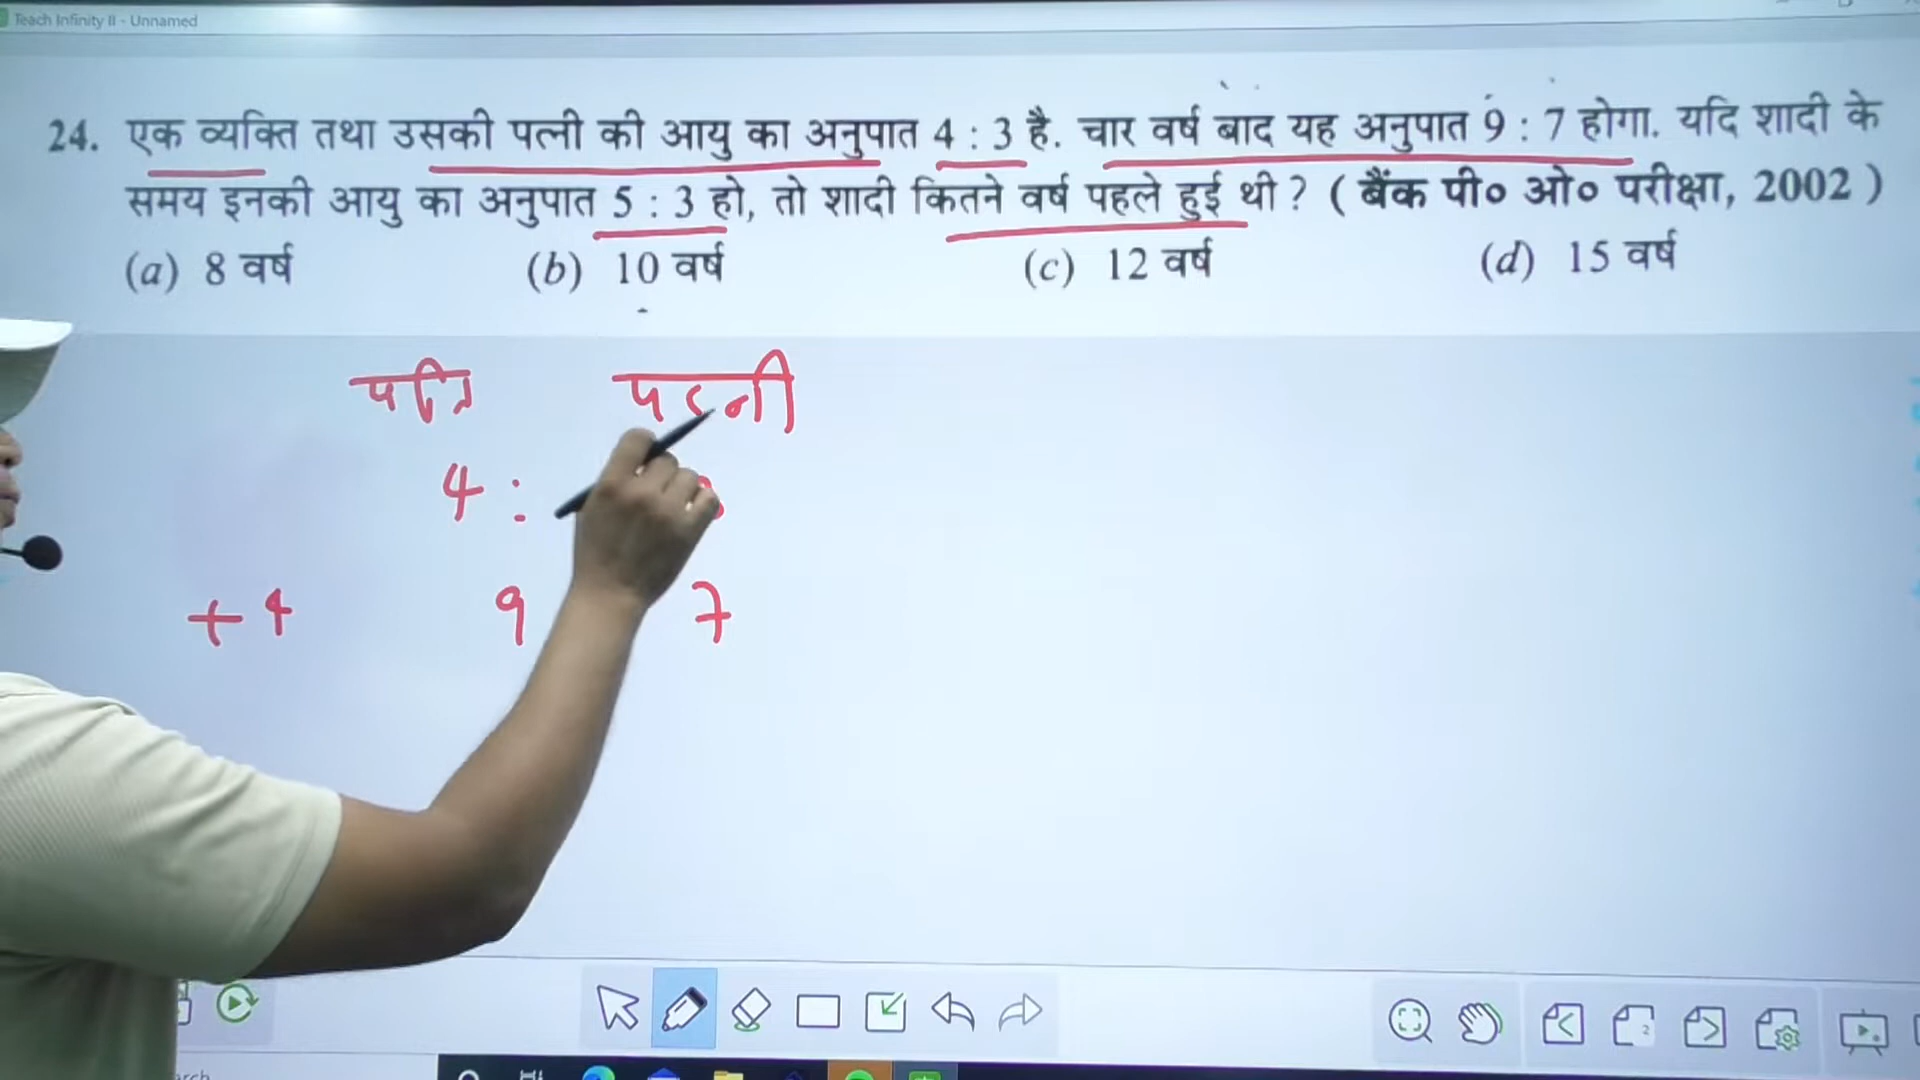 Teach Infinity II - Unnamed
24. एक व्यक्ति तथा उसकी पत्नी की आयु का अनुपात 4 : 3 है. चार वर्ष बाद यह अनुपात 9 : 7 होगा. यदि शादी के
समय इनकी आयु का अनुपात 5 : 3 हो, तो शादी कितने वर्ष पहले हुई थी ? ( बैंक पी० ओ० परीक्षा, 2002 )
(a) 8 वर्ष (b) 10 वर्ष (c) 12 वर्ष (d) 15 वर्ष
पति पत्नी
4 :
+4 9 7
2